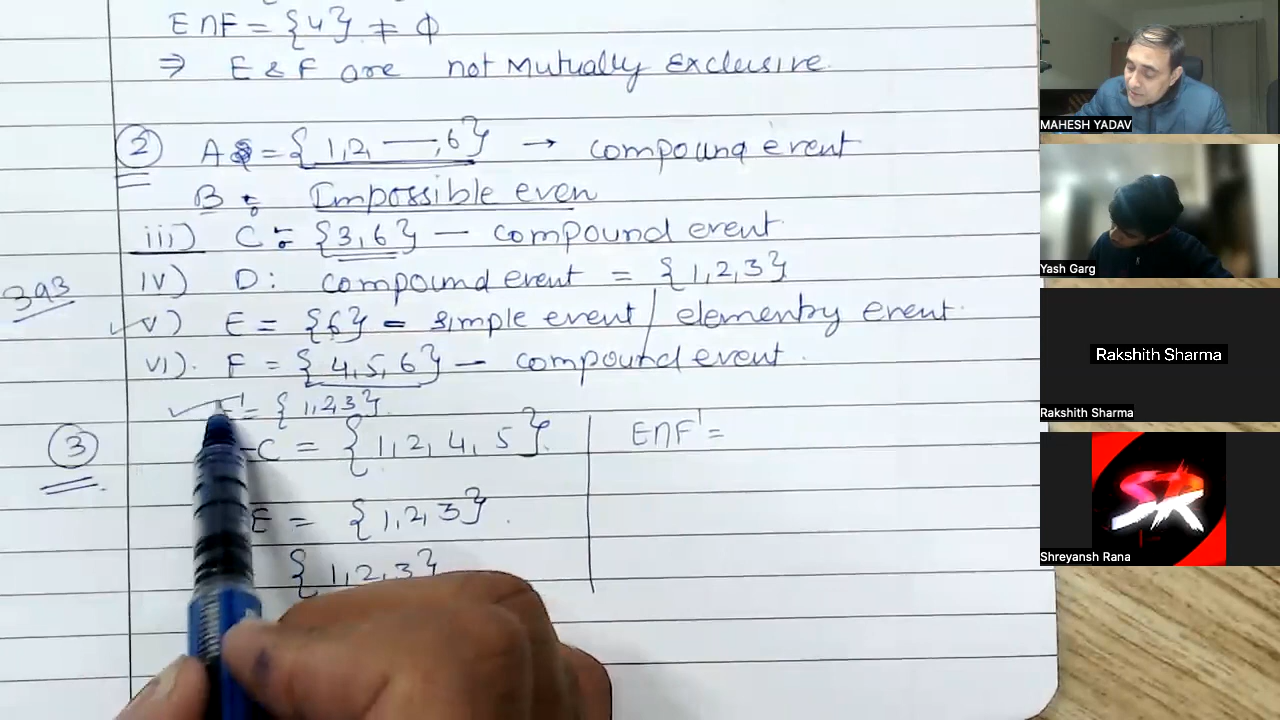 E∩F = {4} ≠ ϕ
⇒ E & F are not Mutually Exclusive.
② A = {1,2, —,6} → compound event
B : Impossible even
iii) C : {3,6} — compound event.
393
iv) D: compound event = {1,2,3}
v) E = {6} - simple event / elementry event.
vi). F = {4,5,6} — compound event.
' = {1,2,3}.
③ -C = {1,2,4,5}.
E∩F' =
E = {1,2,3}.
{1,2,3}
MAHESH YADAV
Yash Garg
Rakshith Sharma
Rakshith Sharma
SR
Shreyansh Rana